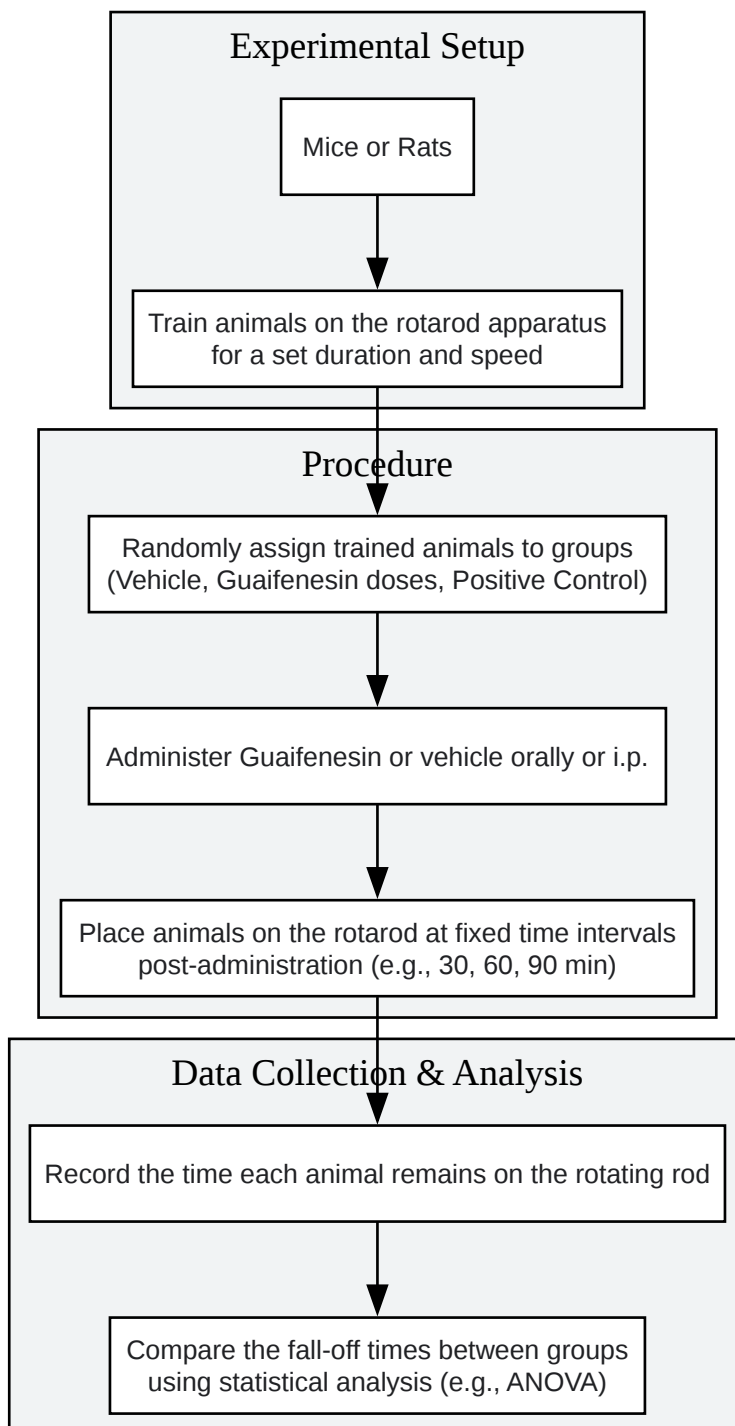 Experimental Setup
Mice or Rats
Train animals on the rotarod apparatus
for a set duration and speed
Procedure
Randomly assign trained animals to groups
(Vehicle, Guaifenesin doses, Positive Control)
Administer Guaifenesin or vehicle orally or i.p.
Place animals on the rotarod at fixed time intervals
post-administration (e.g., 30, 60, 90 min)
Data Collection & Analysis
Record the time each animal remains on the rotating rod
Compare the fall-off times between groups
using statistical analysis (e.g., ANOVA)